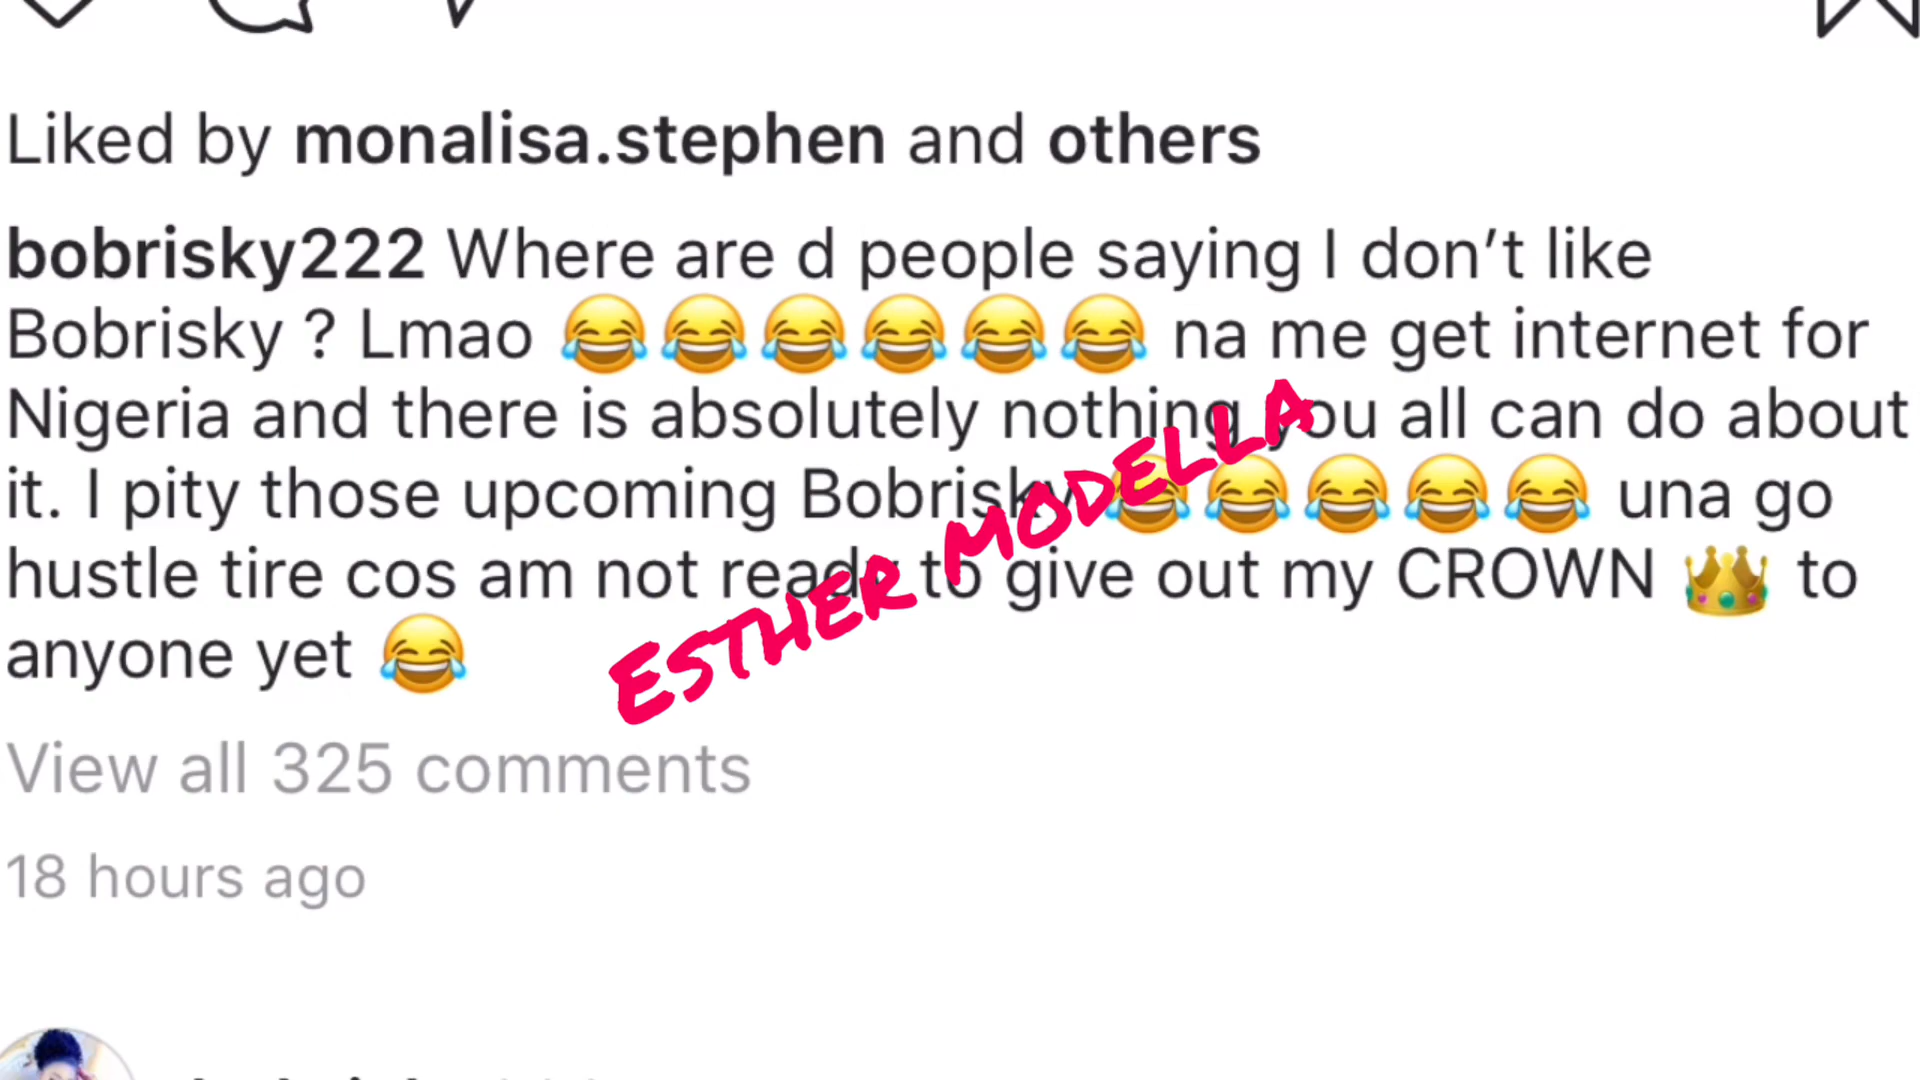 Liked by monalisa.stephen and others
bobrisky222 Where are d people saying I don’t like
Bobrisky ? Lmao 😂😂😂😂😂😂 na me get internet for
Nigeria and there is absolutely nothing you all can do about
it. I pity those upcoming Bobrisky 😂😂😂😂😂 una go
hustle tire cos am not ready to give out my CROWN 👑 to
anyone yet 😂
ESTHER MODELLA
View all 325 comments
18 hours ago